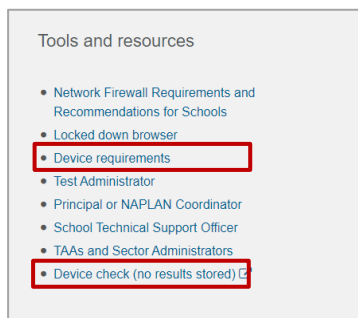 Tools and resources
Network Firewall Requirements and
Recommendations for Schools
Locked down browser
Device requirements
Test Administrator
Principal or NAPLAN Coordinator
School Technical Support Officer
TAAs and Sector Administrators
Device check (no results stored)